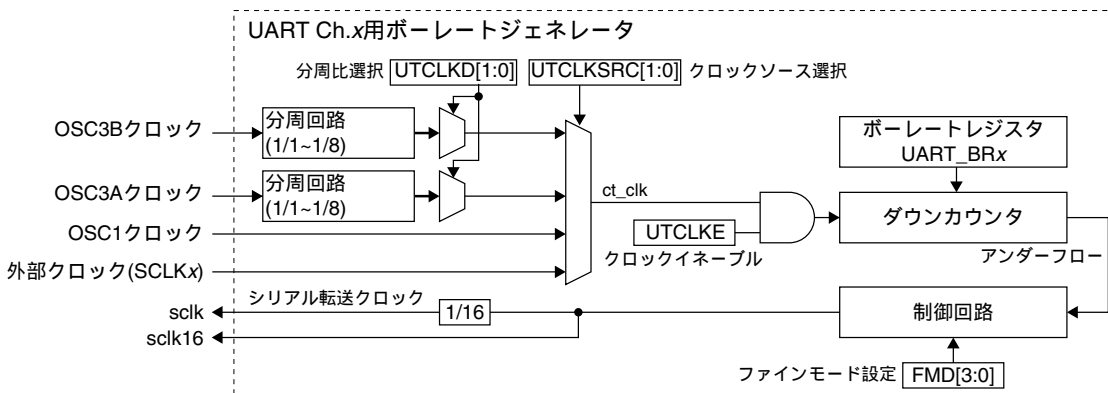 UART Ch.x用ボーレートジェネレータ
分周比選択 UTCLKD[1:0] UTCLKSRC[1:0] クロックソース選択
OSC3Bクロック
分周回路
(1/1~1/8)
ボーレートレジスタ
UART_BRx
OSC3Aクロック
分周回路
(1/1~1/8)
ct_clk
ダウンカウンタ
OSC1クロック
UTCLKE
クロックイネーブル
アンダーフロー
外部クロック(SCLKx)
シリアル転送クロック
sclk
1/16
制御回路
sclk16
ファインモード設定 FMD[3:0]